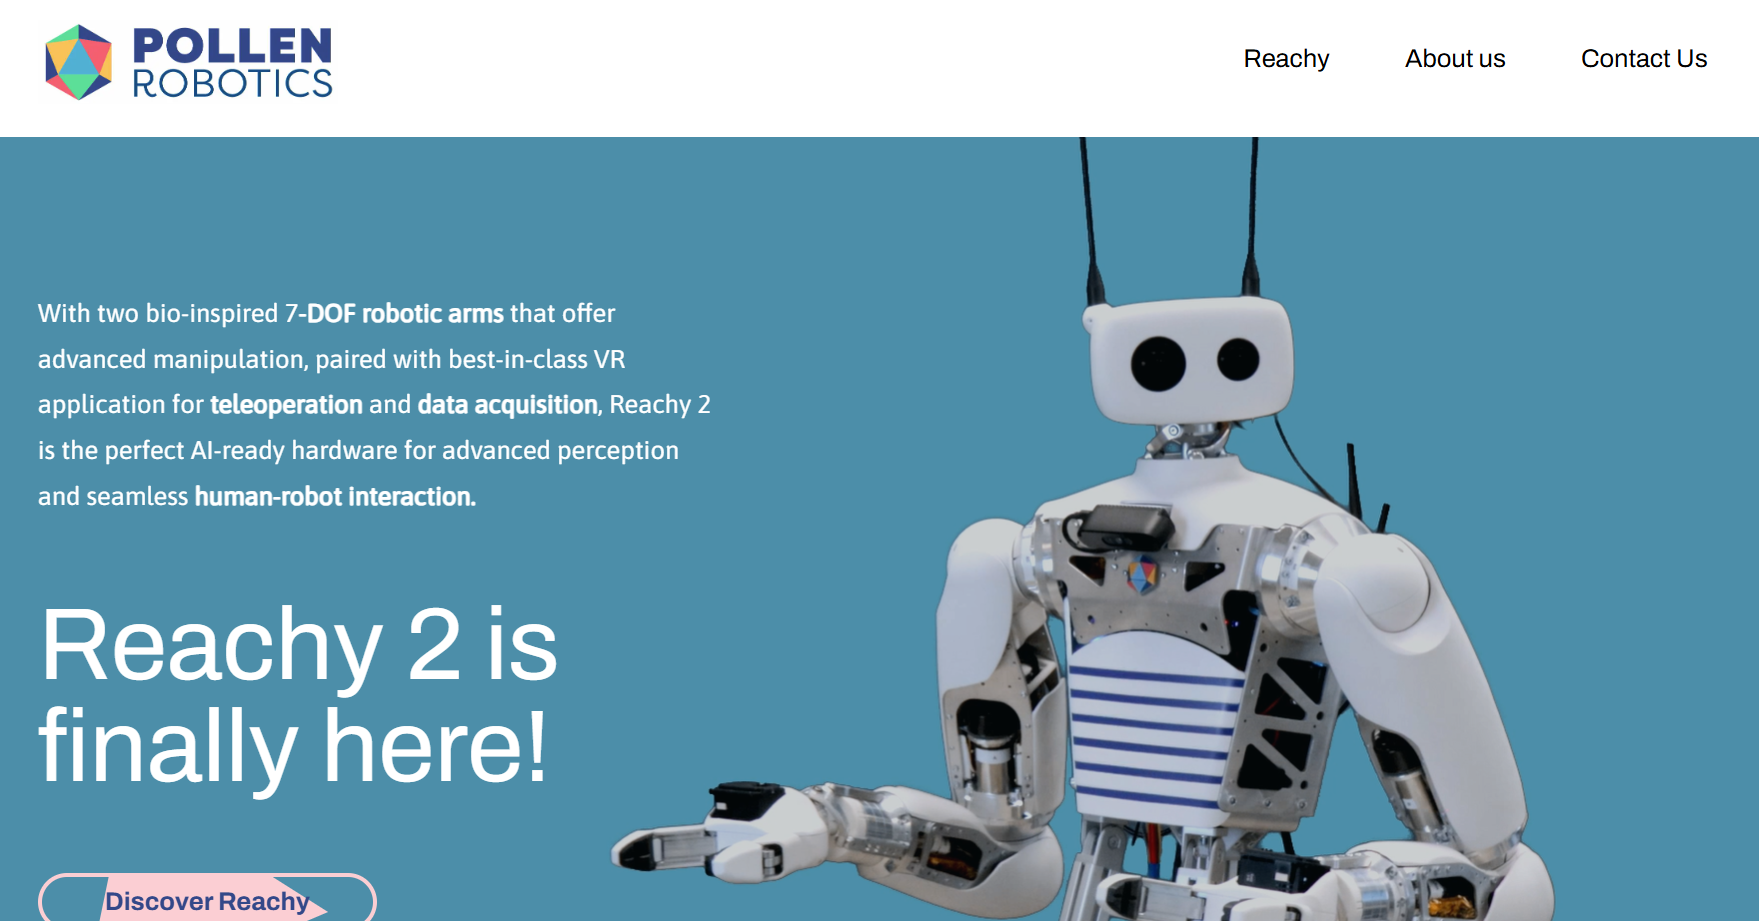 POLLEN
ROBOTICS
Reachy
About us
Contact Us
With two bio-inspired 7-DOF robotic arms that offer
advanced manipulation, paired with best-in-class VR
application for teleoperation and data acquisition, Reachy 2
is the perfect AI-ready hardware for advanced perception
and seamless human-robot interaction.
Reachy 2 is
finally here!
Discover Reachy